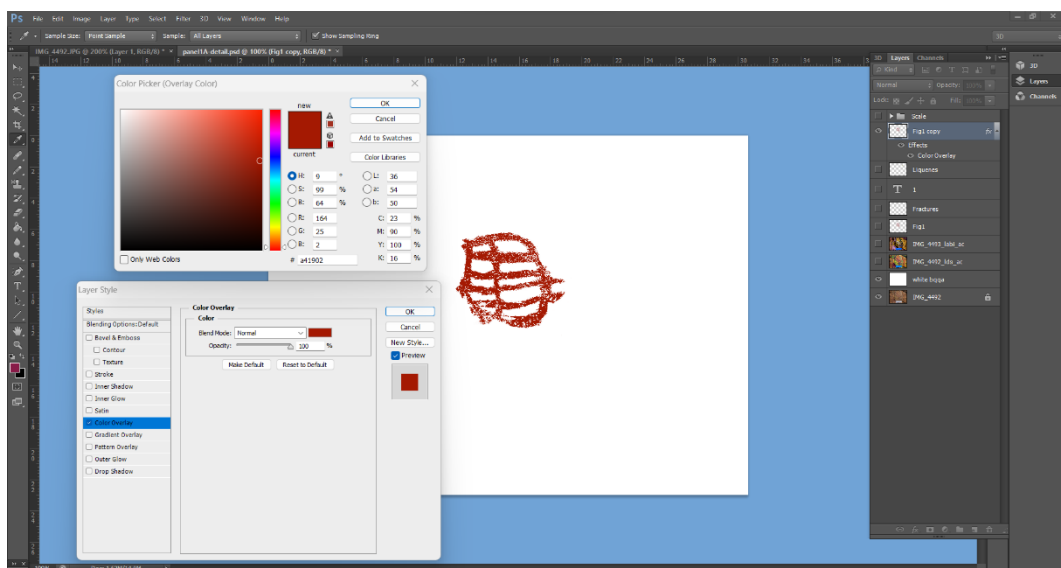 Ps File Edit Image Layer Type Select Filter 3D View Window Help
Sample Size: Point Sample Sample: All Layers Show Sampling Ring 3D
IMG_4492.JPG @ 200% (Layer 1, RGB/8) * × panel1A-detail.psd @ 100% (Fig1 copy, RGB/8) * ×
Color Picker (Overlay Color)
new
current
OK
Cancel
Add to Swatches
Color Libraries
H: 9 °
S: 99 %
B: 64 %
R: 164
G: 25
B: 2
L: 36
a: 54
b: 50
C: 23 %
M: 90 %
Y: 100 %
K: 16 %
# a41902
Only Web Colors
Layer Style
Styles
Blending Options:Default
Bevel & Emboss
Contour
Texture
Stroke
Inner Shadow
Inner Glow
Satin
Color Overlay
Gradient Overlay
Pattern Overlay
Outer Glow
Drop Shadow
Color Overlay
Color
Blend Mode: Normal
Opacity: 100 %
Make Default Reset to Default
OK
Cancel
New Style...
Preview
3D Layers Channels
Kind
Normal Opacity:
Lock: Fill:
Scale
Fig1 copy fx
Effects
Color Overlay
Liquenes
T 1
Fractures
Fig1
IMG_4492
3D
Layers
Channels